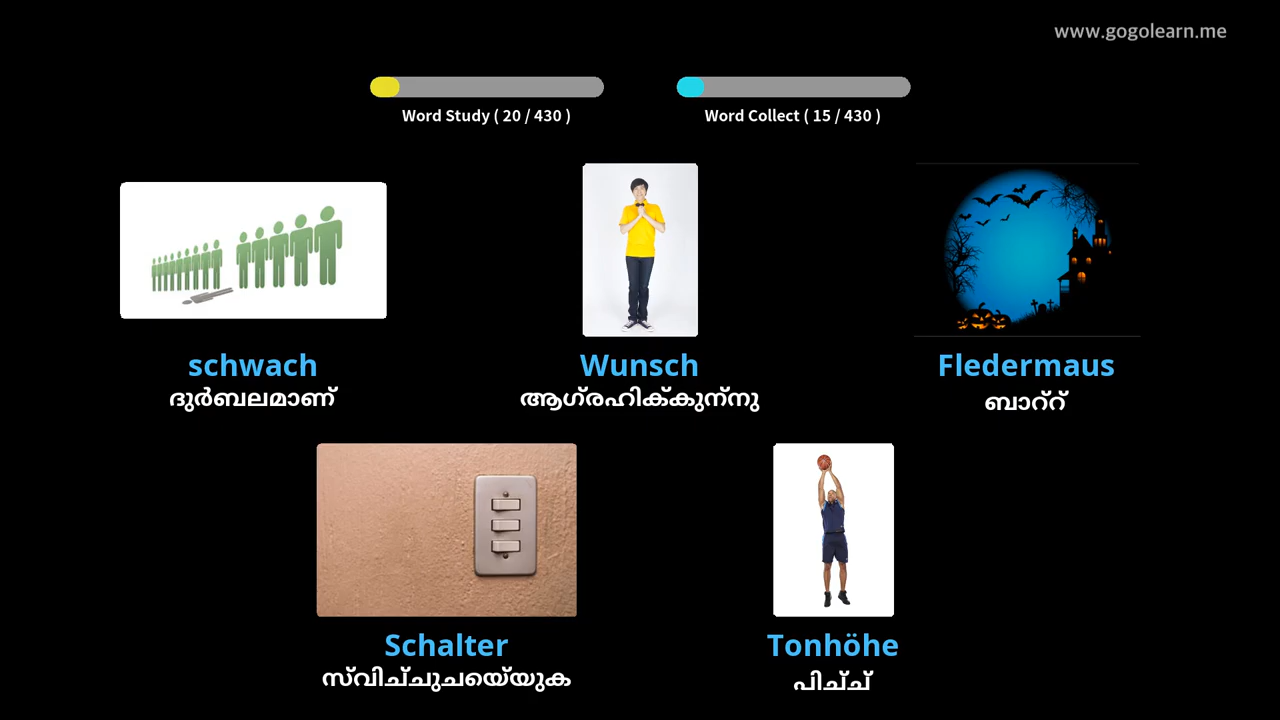 www.gogolearn.me
Word Study ( 20 / 430 )
Word Collect ( 15 / 430 )
schwach
ദുർബലമാണ്
Wunsch
ആഗ്രഹിക്കുന്നു
Fledermaus
ബാറ്റ്
Schalter
സ്വിച്ചുചയ്യെുക
Tonhöhe
പിച്ച്